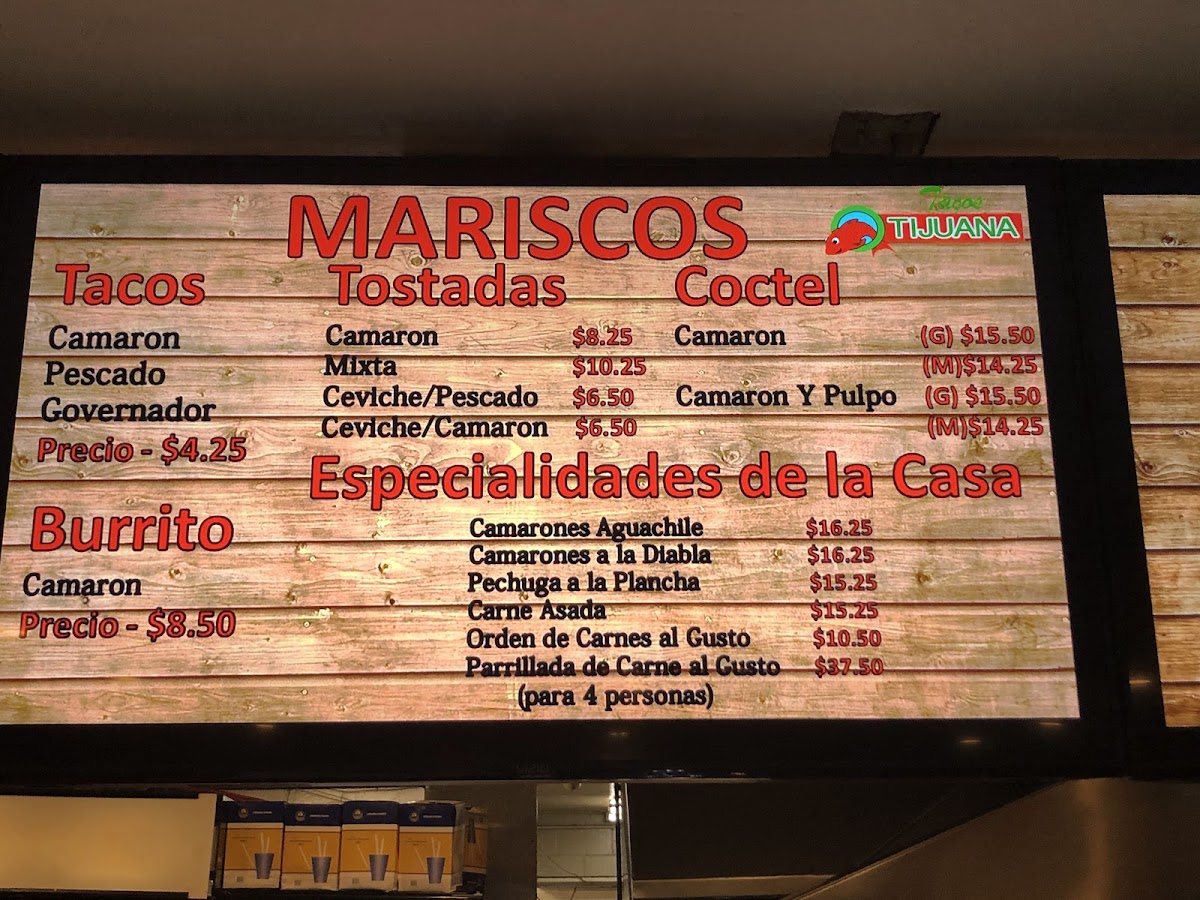 MARISCOS
Tacos
TIJUANA
Tacos
Camaron
Pescado
Governador
Precio - $4.25
Burrito
Camaron
Precio - $8.50
Tostadas
Camaron $8.25
Mixta $10.25
Ceviche/Pescado $6.50
Ceviche/Camaron $6.50
Coctel
Camaron (G) $15.50
(M)$14.25
Camaron Y Pulpo (G) $15.50
(M)$14.25
Especialidades de la Casa
Camarones Aguachile $16.25
Camarones a la Diabla $16.25
Pechuga a la Plancha $15.25
Carne Asada $15.25
Orden de Carnes al Gusto $10.50
Parrillada de Carne al Gusto $37.50
(para 4 personas)